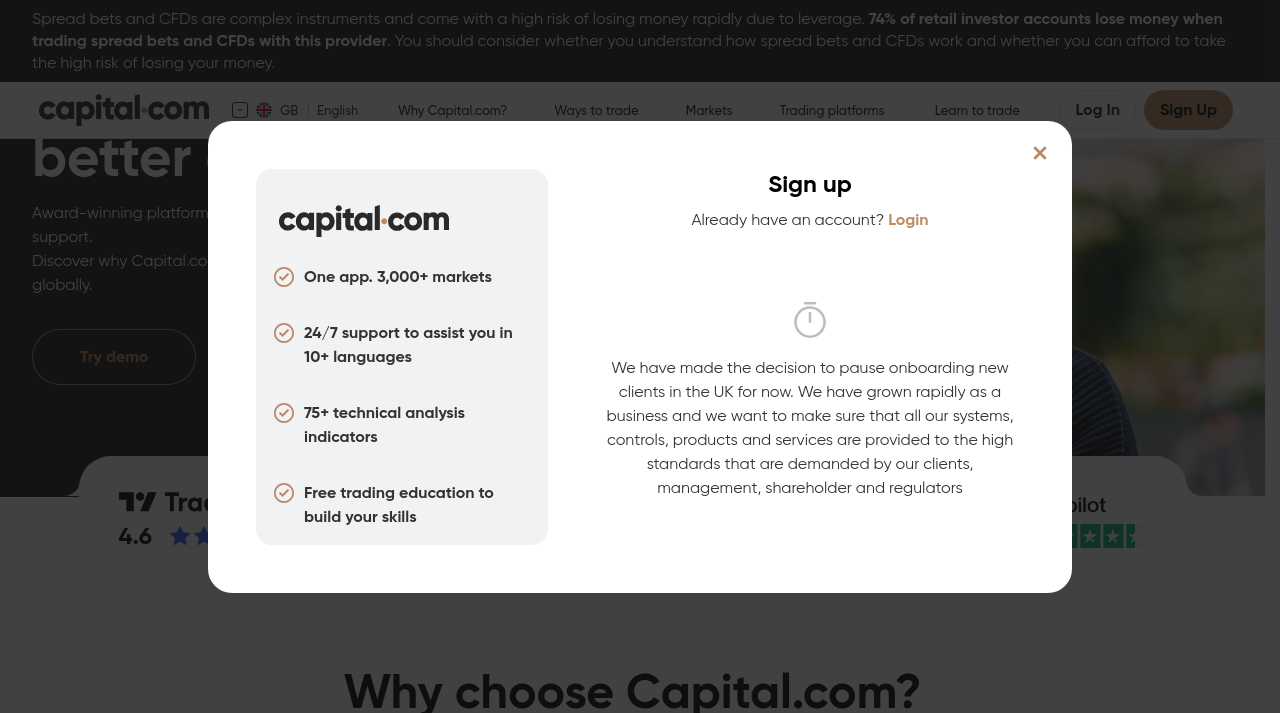 Spread bets and CFDs are complex instruments and come with a high risk of losing money rapidly due to leverage. 74% of retail investor accounts lose money when
trading spread bets and CFDs with this provider. You should consider whether you understand how spread bets and CFDs work and whether you can afford to take
the high risk of losing your money.
capital.com
GB English Why Capital.com? Ways to trade Markets Trading platforms Learn to trade Log In Sign Up
better
Award-winning platform
support.
Discover why Capital.co
globally.
Try demo
capital.com
One app. 3,000+ markets
24/7 support to assist you in
10+ languages
75+ technical analysis
indicators
Free trading education to
build your skills
Sign up
Already have an account? Login
We have made the decision to pause onboarding new
clients in the UK for now. We have grown rapidly as a
business and we want to make sure that all our systems,
controls, products and services are provided to the high
standards that are demanded by our clients,
management, shareholder and regulators
Trad
4.6
pilot
Why choose Capital.com?